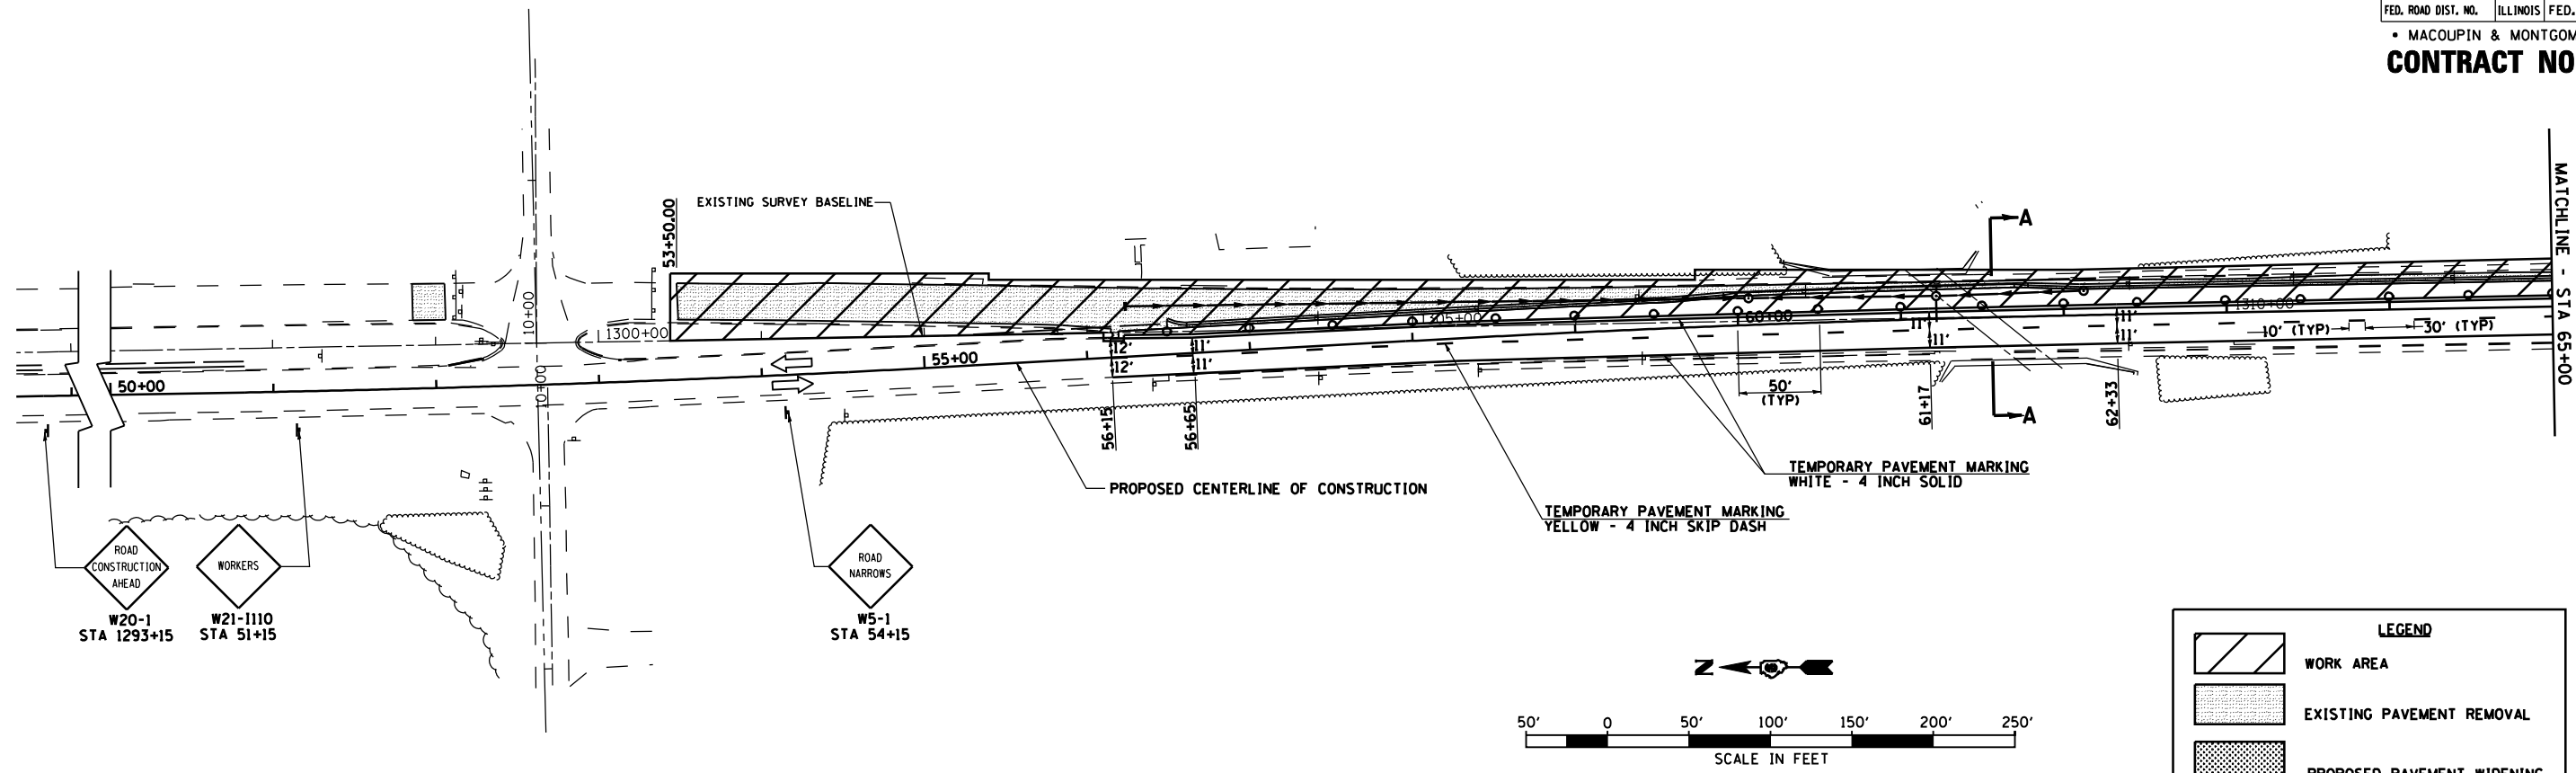 FED. ROAD DIST. NO. ILLINOIS FED.
• MACOUPIN & MONTGOM
CONTRACT NO
MATCHLINE - STA 65+00
EXISTING SURVEY BASELINE
53+50.00
A
10+00
1300+00
1305+00
60+00
1310+00
11'
11'
10' (TYP)
30' (TYP)
12'
11'
11'
11'
12'
11'
50+00
55+00
10+00
50'
(TYP)
56+15
56+65
61+17
62+33
A
PROPOSED CENTERLINE OF CONSTRUCTION
TEMPORARY PAVEMENT MARKING
WHITE - 4 INCH SOLID
TEMPORARY PAVEMENT MARKING
YELLOW - 4 INCH SKIP DASH
ROAD
CONSTRUCTION
AHEAD
W20-1
STA 1293+15
WORKERS
W21-I110
STA 51+15
ROAD
NARROWS
W5-1
STA 54+15
N
50' 0 50' 100' 150' 200' 250'
SCALE IN FEET
LEGEND
WORK AREA
EXISTING PAVEMENT REMOVAL
PROPOSED PAVEMENT WIDENING